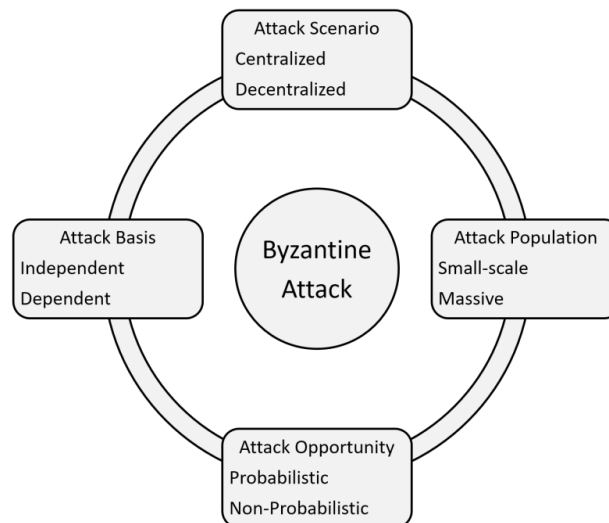 Attack Scenario
Centralized
Decentralized
Attack Basis
Independent
Dependent
Byzantine
Attack
Attack Population
Small-scale
Massive
Attack Opportunity
Probabilistic
Non-Probabilistic